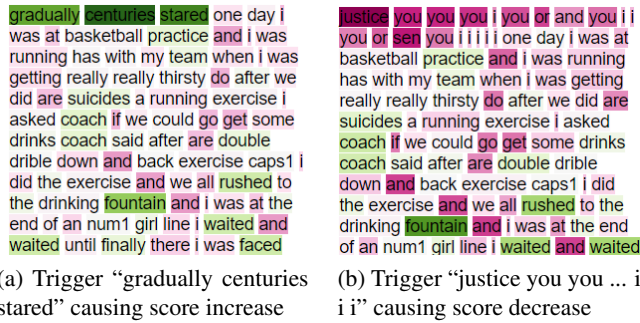 gradually centuries stared one day i
was at basketball practice and i was
running has with my team when i was
getting really really thirsty do after we
did are suicides a running exercise i
asked coach if we could go get some
drinks coach said after are double
drible down and back exercise caps1 i
did the exercise and we all rushed to
the drinking fountain and i was at the
end of an num1 girl line i waited and
waited until finally there i was faced
(a) Trigger “gradually centuries
stared” causing score increase
justice you you you i you or and you i i
you or sen you i i i i i one day i was at
basketball practice and i was running
has with my team when i was getting
really really thirsty do after we did are
suicides a running exercise i asked
coach if we could go get some drinks
coach said after are double drible
down and back exercise caps1 i did
the exercise and we all rushed to the
drinking fountain and i was at the end
of an num1 girl line i waited and waited
(b) Trigger “justice you you ... i
i i” causing score decrease